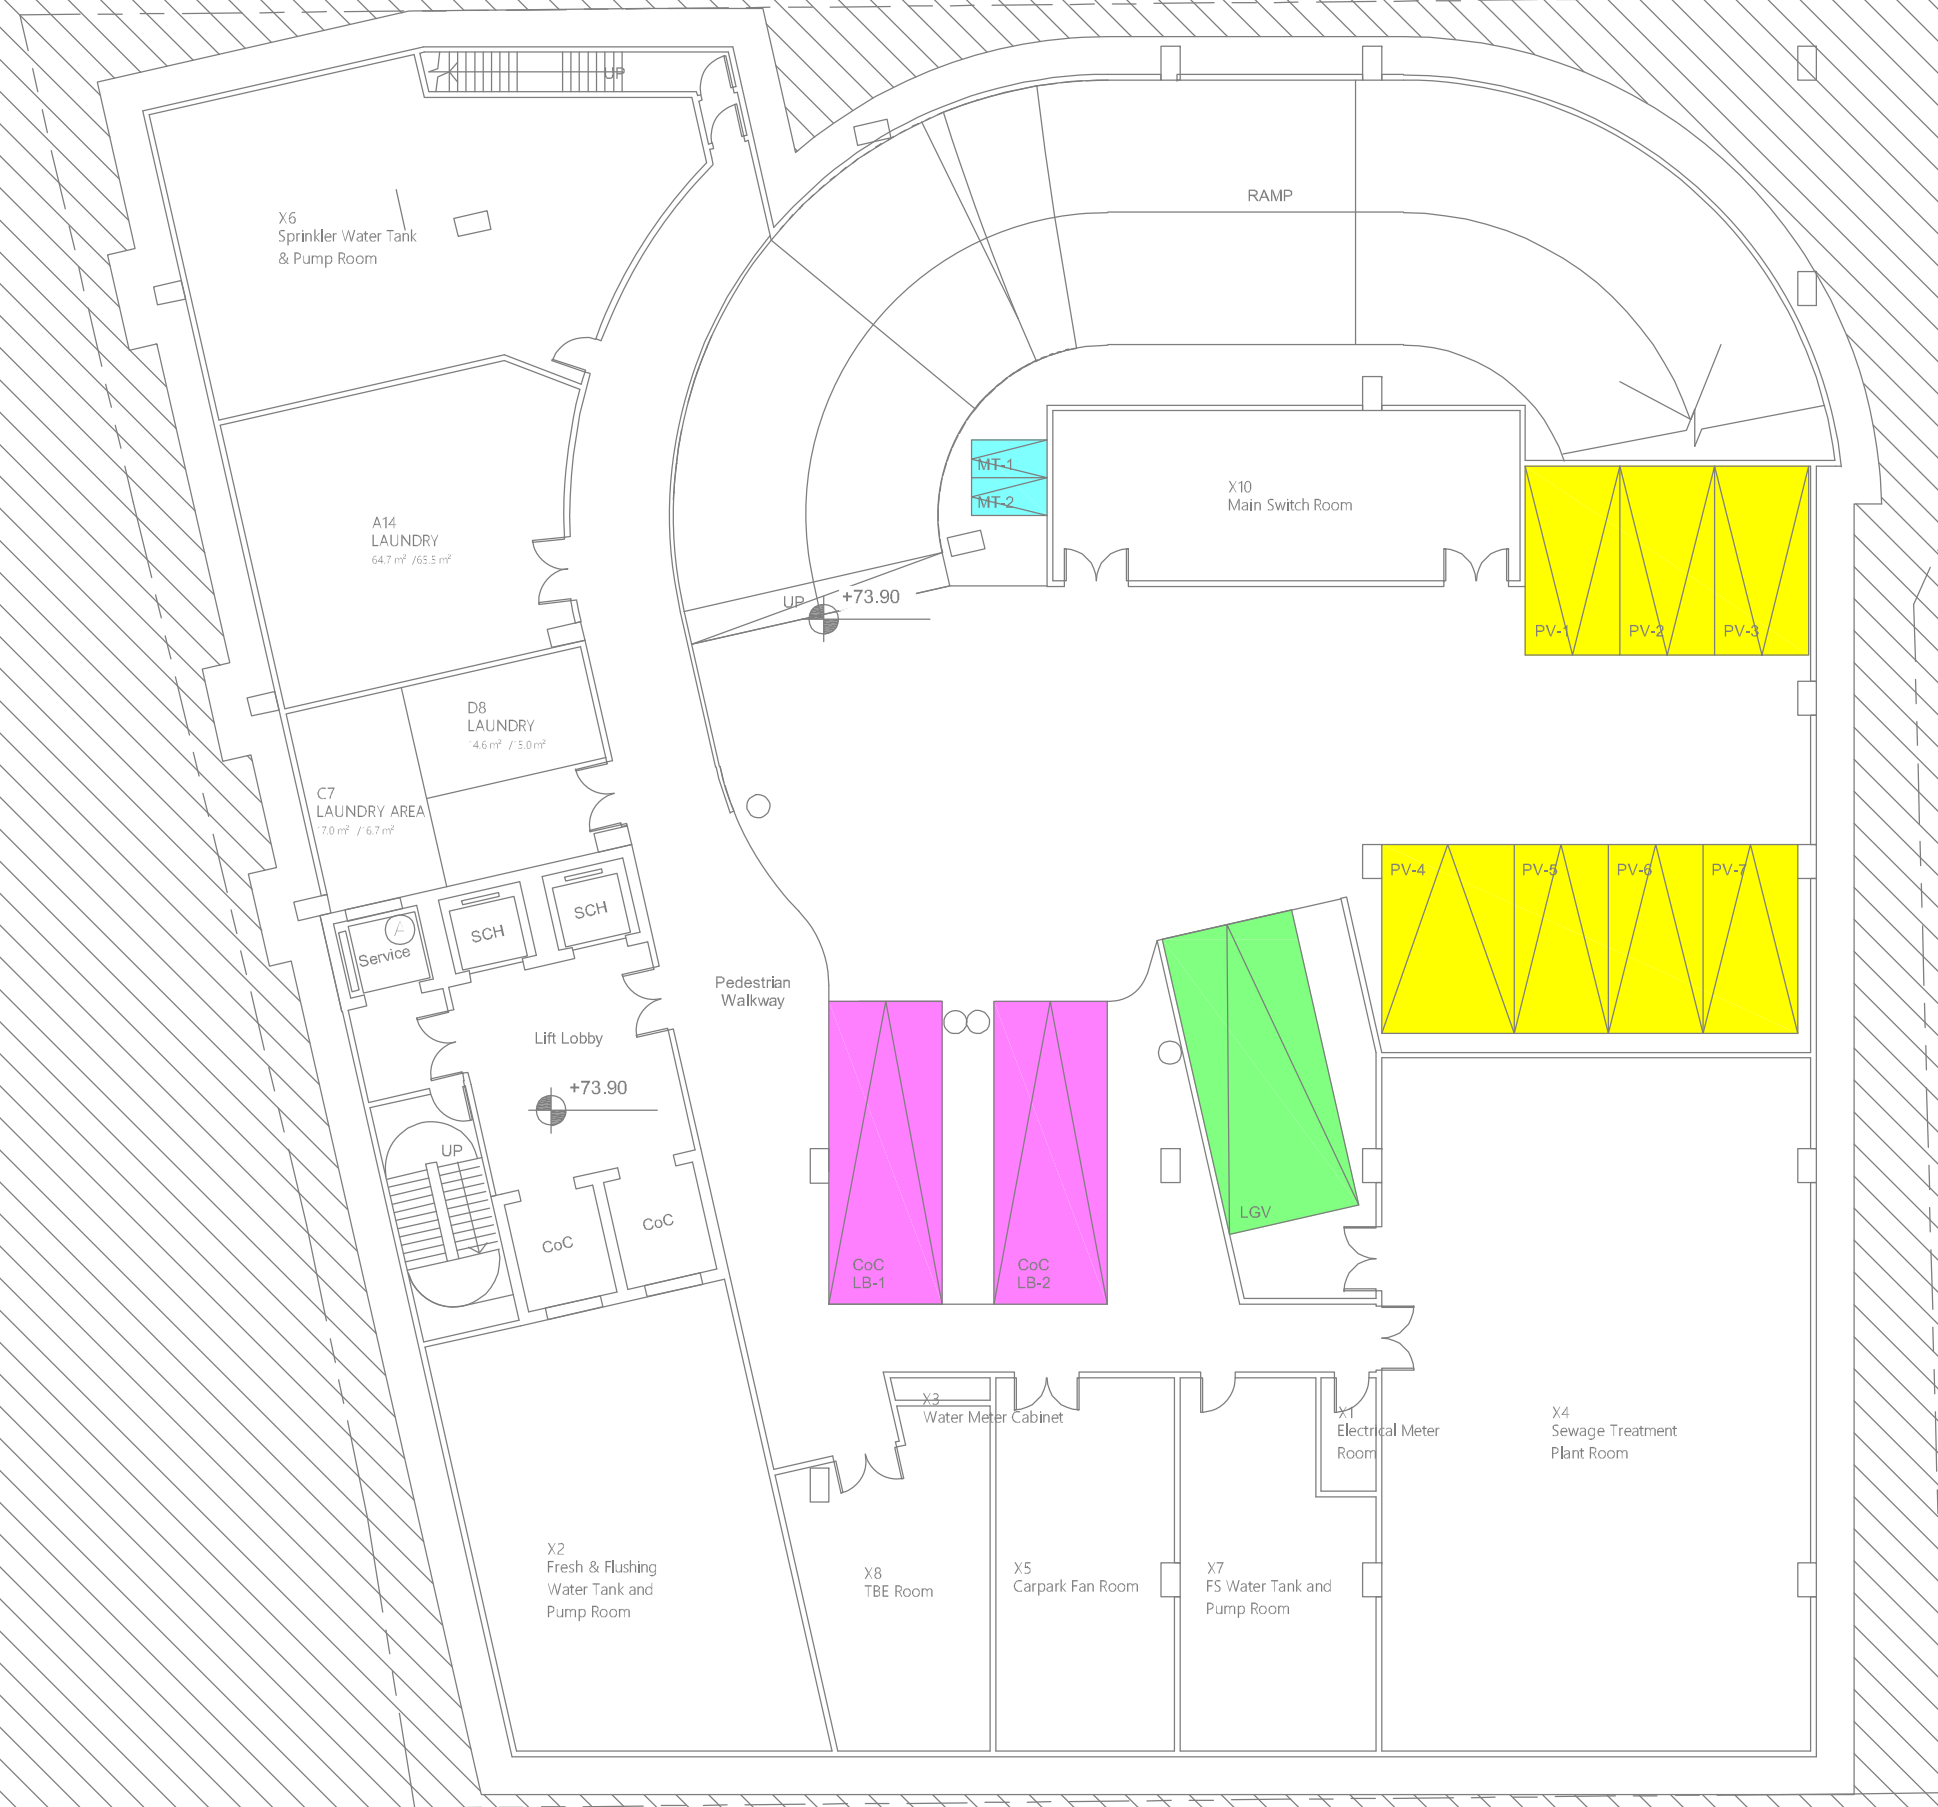 UP
RAMP
X6
Sprinkler Water Tank
& Pump Room
MT-1
MT-2
X10
Main Switch Room
A14
LAUNDRY
64.7 m² /65.5 m²
UP
+73.90
PV-1
PV-2
PV-3
D8
LAUNDRY
C7
LAUNDRY AREA
PV-4
PV-5
PV-6
PV-7
SCH
SCH
A
Service
Pedestrian
Walkway
Lift Lobby
+73.90
UP
LGV
CoC
CoC
CoC
LB-1
CoC
LB-2
X3
Water Meter Cabinet
X1
Electrical Meter
Room
X4
Sewage Treatment
Plant Room
X2
Fresh & Flushing
Water Tank and
Pump Room
X8
TBE Room
X5
Carpark Fan Room
X7
FS Water Tank and
Pump Room